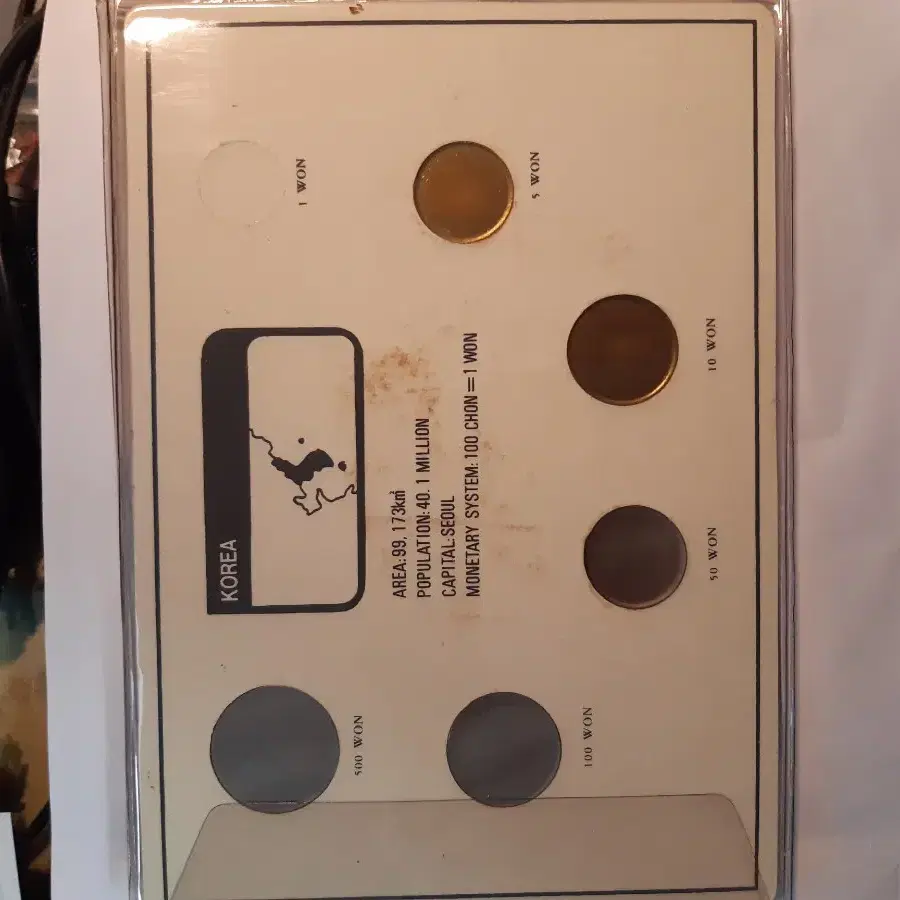 KOREA
AREA:99,173㎢
POPULATION:40.1 MILLION
CAPITAL:SEOUL
MONETARY SYSTEM:100 CHON=1 WON
1 WON
5 WON
10 WON
50 WON
100 WON
500 WON